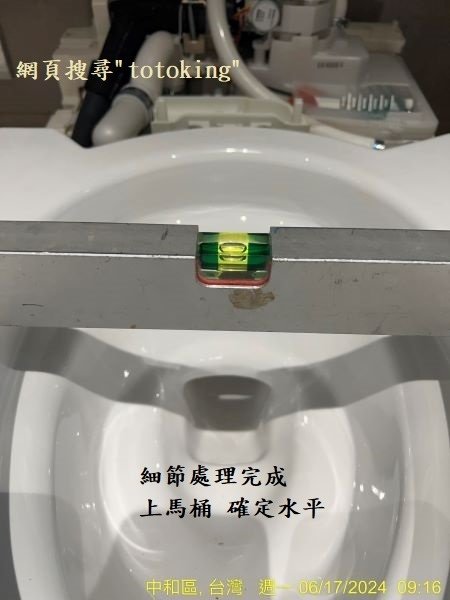 網頁搜尋"totoking"
細節處理完成
上馬桶 確定水平
中和區, 台灣 週一 06/17/2024 09:16